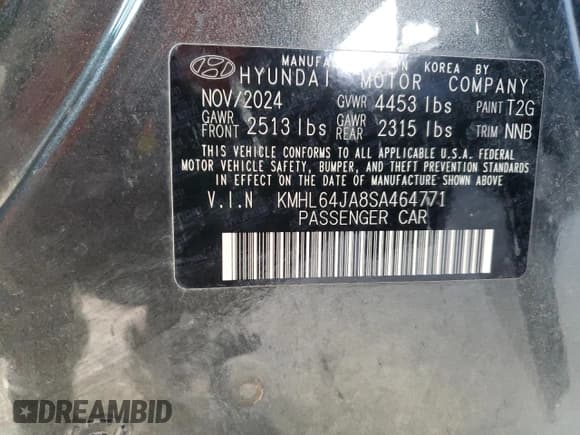 MANUFA IN KOREA BY
HYUNDAI MOTOR COMPANY
NOV/2024 GVWR 4453 lbs PAINT T2G
GAWR FRONT 2513 lbs GAWR REAR 2315 lbs TRIM NNB
THIS VEHICLE CONFORMS TO ALL APPLICABLE U.S.A. FEDERAL
MOTOR VEHICLE SAFETY, BUMPER, AND THEFT PREVENTION STANDARDS
IN EFFECT ON THE DATE OF MANUFACTURE SHOWN ABOVE.
V.I.N KMHL64JA8SA464771
PASSENGER CAR
DREAMBID